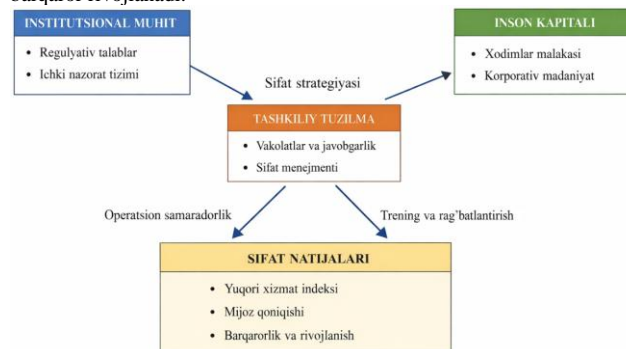 barqaror rivojlanadi.
INSTITUTSIONAL MUHIT
• Regulyativ talablar
• Ichki nazorat tizimi
INSON KAPITALI
• Xodimlar malakasi
• Korporativ madaniyat
Sifat strategiyasi
TASHKILIY TUZILMA
• Vakolatlar va javobgarlik
• Sifat menejmenti
Operatsion samaradorlik
Trening va rag'batlantirish
SIFAT NATIJALARI
• Yuqori xizmat indeksi
• Mijoz qoniqishi
• Barqarorlik va rivojlanish